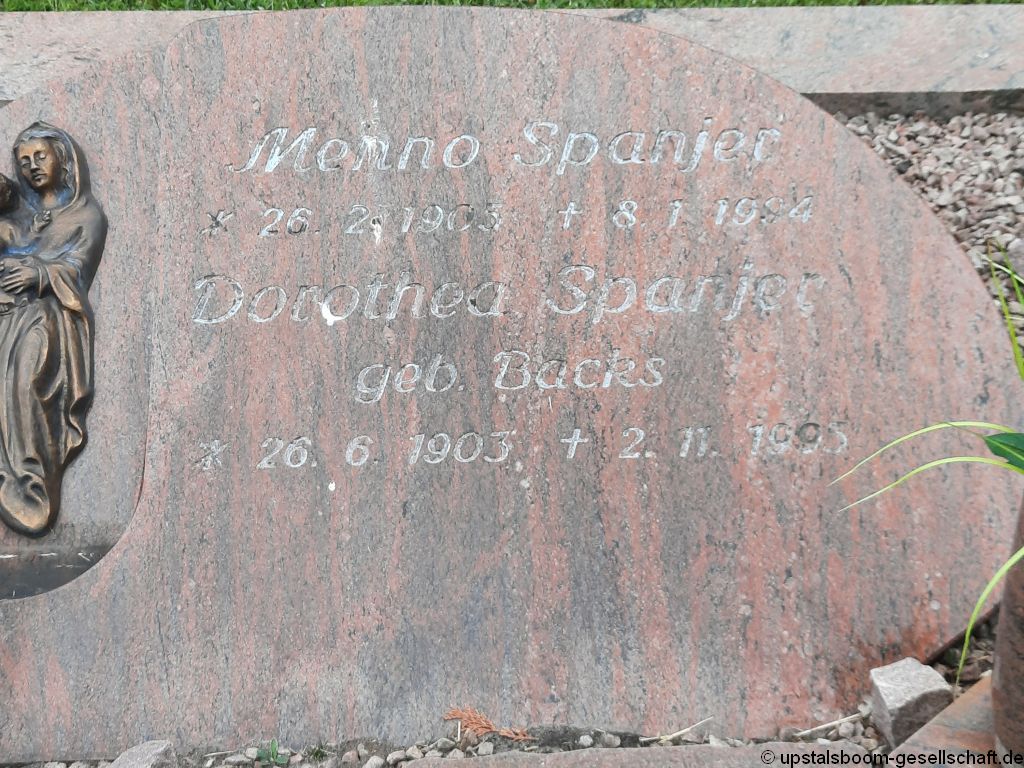 Menno Spanjer
* 26. 2. 1903 † 8. 1. 1994
Dorothea Spanjer
geb. Backs
* 26. 6. 1903 † 2. 11. 1995
© upstalsboom-gesellschaft.de